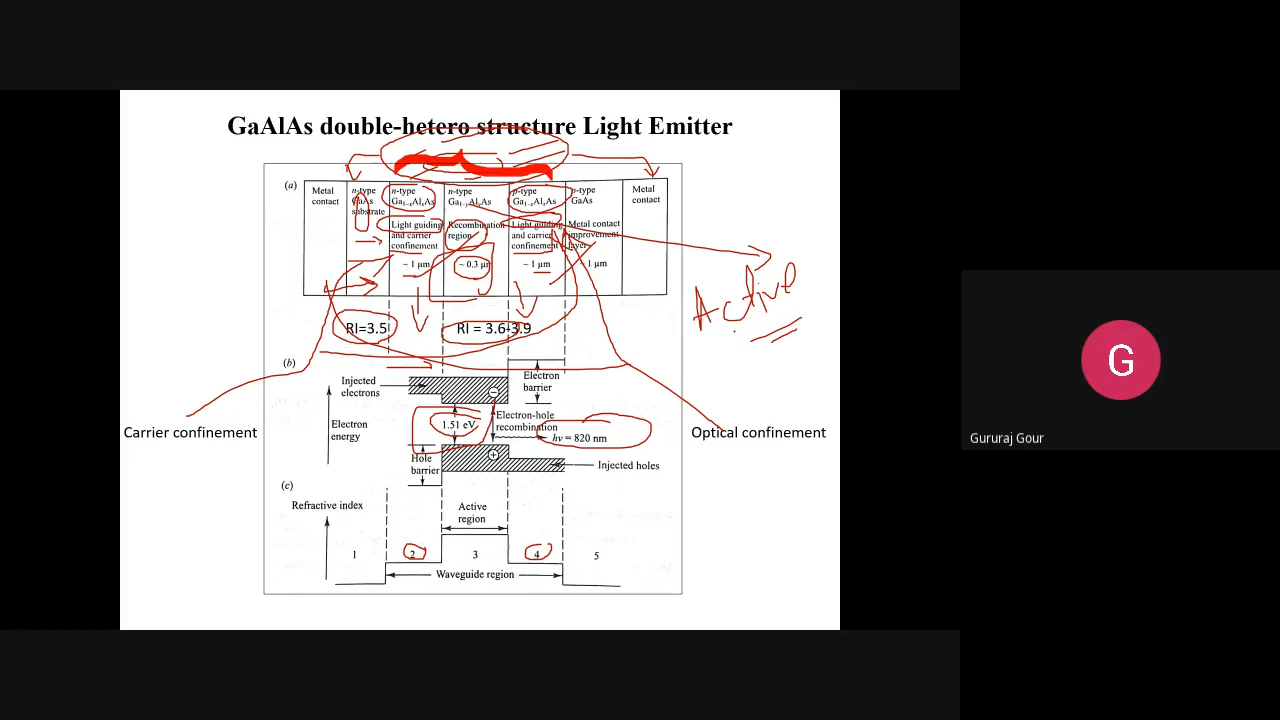 GaAlAs double-hetero structure Light Emitter
(a)
Metal
contact
n-type
GaAs
substrate
n-type
Ga1−xAlxAs
Light guiding
and carrier
confinement
~ 1 μm
n-type
Ga1−yAlyAs
Recombination
region
~ 0.3 μm
p-type
Ga1−xAlxAs
Light guiding
and carrier
confinement
~ 1 μm
p-type
GaAs
Metal contact
improvement
layer
~ 1 μm
Metal
contact
Active
RI=3.5
RI = 3.6-3.9
(b)
Injected
electrons
Electron
barrier
Electron
energy
1.51 eV
Electron-hole
recombination
hν = 820 nm
Carrier confinement
Optical confinement
Hole
barrier
Injected holes
(c)
Refractive index
Active
region
1 2 3 4 5
Waveguide region
G
Gururaj Gour